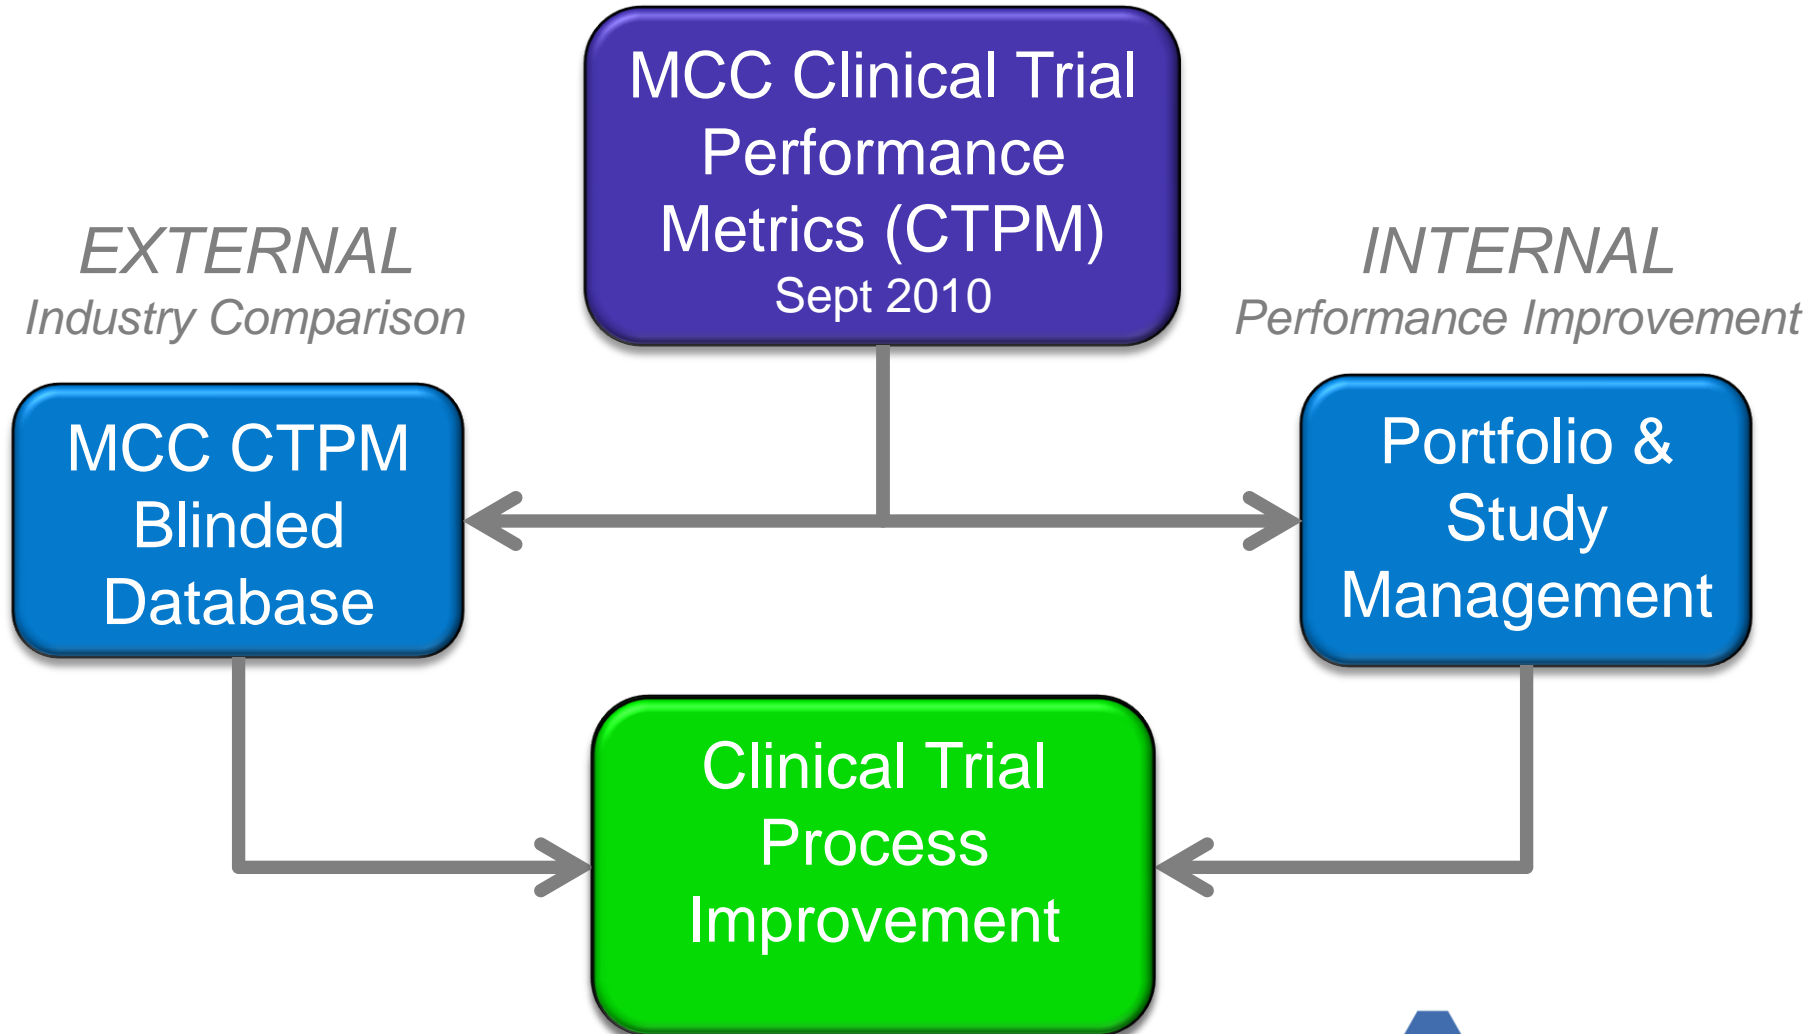 MCC Clinical Trial
Performance
Metrics (CTPM)
Sept 2010
EXTERNAL
Industry Comparison
INTERNAL
Performance Improvement
MCC CTPM
Blinded
Database
Portfolio &
Study
Management
Clinical Trial
Process
Improvement